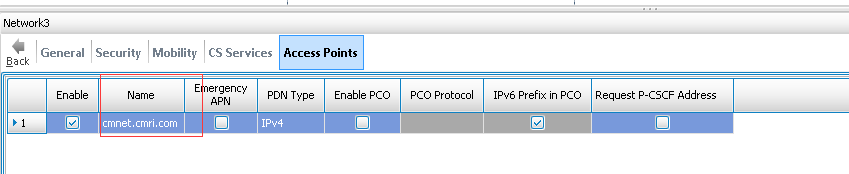 Network3
Back General Security Mobility CS Services Access Points
Enable Name Emergency APN PDN Type Enable PCO PCO Protocol IPv6 Prefix in PCO Request P-CSCF Address
1 cmnet.cmri.com IPv4